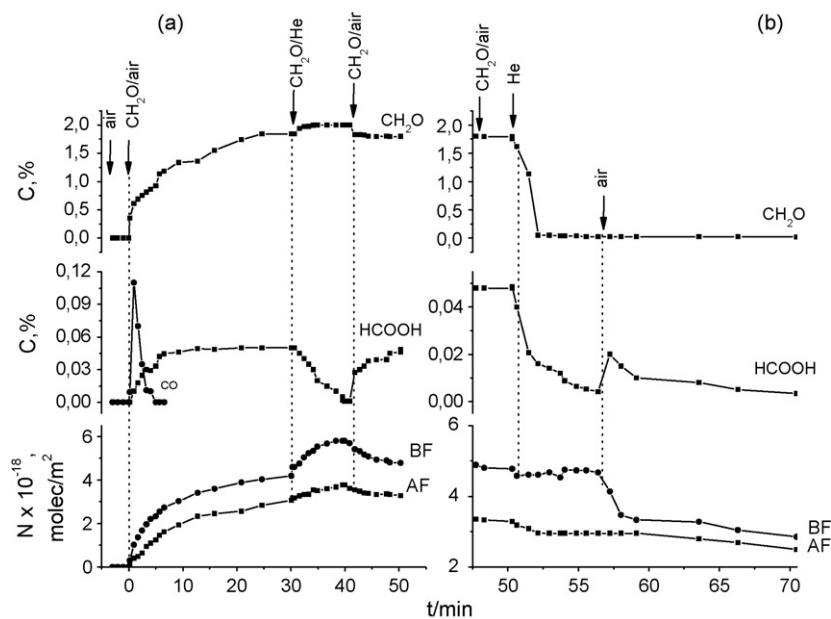 (a)
(b)
air
CH₂O/air
CH₂O/He
CH₂O/air
CH₂O/air
He
air
2,0
1,5
1,0
0,5
0,0
C,%
CH₂O
2,0
1,5
1,0
0,5
0,0
C,%
CH₂O
0,12
0,09
0,06
0,03
0,00
C,%
HCOOH
CO
0,04
0,02
0,00
HCOOH
6
4
2
0
N x 10⁻¹⁸,
molec/m²
BF
AF
6
4
2
BF
AF
0 10 20 30 40 50
50 55 60 65 70
t/min